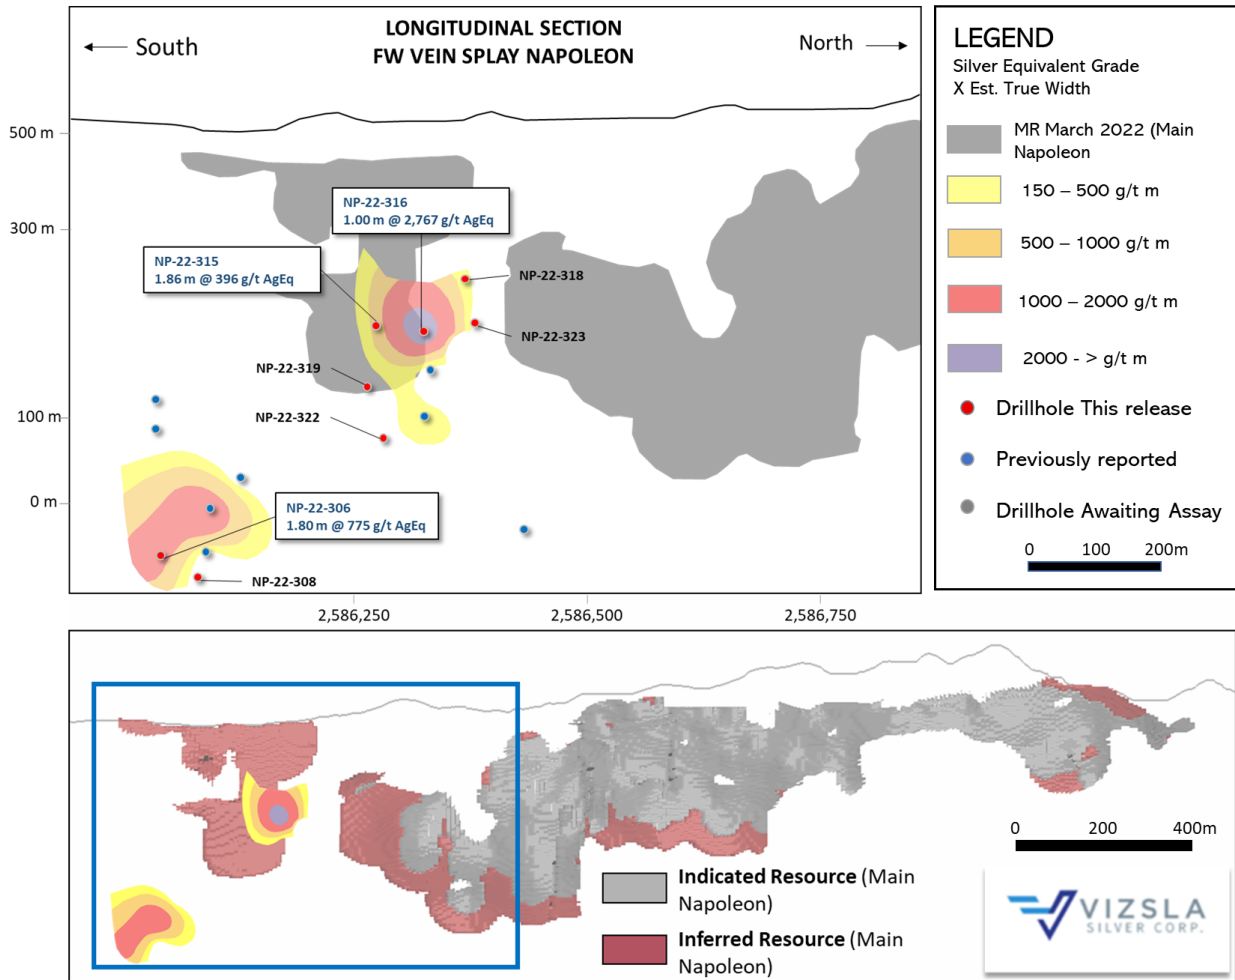 LONGITUDINAL SECTION
FW VEIN SPLAY NAPOLEON
South
North
500 m
300 m
100 m
0 m
NP-22-316
1.00 m @ 2,767 g/t AgEq
NP-22-315
1.86 m @ 396 g/t AgEq
NP-22-318
NP-22-323
NP-22-319
NP-22-322
NP-22-306
1.80 m @ 775 g/t AgEq
NP-22-308
2,586,250
2,586,500
2,586,750
LEGEND
Silver Equivalent Grade
X Est. True Width
MR March 2022 (Main
Napoleon
150 – 500 g/t m
500 – 1000 g/t m
1000 – 2000 g/t m
2000 - > g/t m
Drillhole This release
Previously reported
Drillhole Awaiting Assay
0 100 200m
0 200 400m
Indicated Resource (Main
Napoleon)
Inferred Resource (Main
Napoleon)
VIZSLA
SILVER CORP.